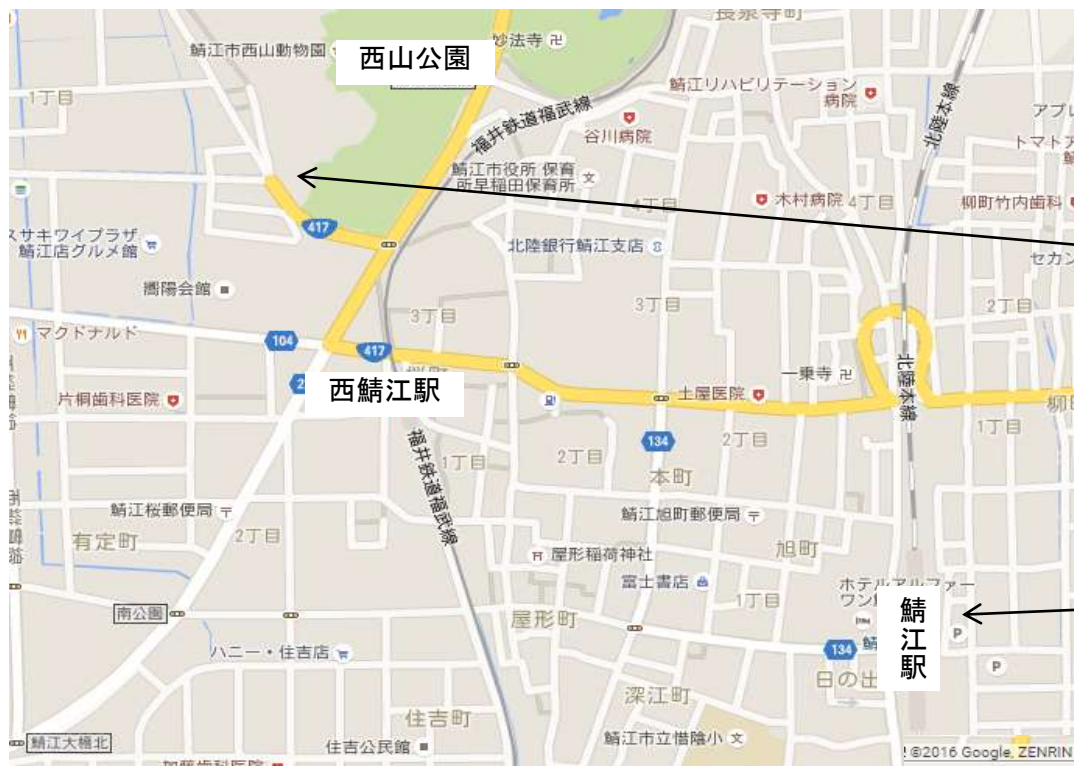 長泉寺町
妙法寺
鯖江市西山動物園
西山公園
北陸本線
1丁目
鯖江リハビリテーション
病院
福井鉄道福武線
谷川病院
アプレ
トマトア
鯖江市役所 保育
所早稲田保育所
木村病院
4丁目
4丁目
柳町竹内歯科
417
スサキワイプラザ
鯖江店グルメ館
北陸銀行鯖江支店
セカン
嚮陽会館
3丁目
3丁目
2丁目
マクドナルド
104
417
一乗寺
北陸本線
西鯖江駅
片桐歯科医院
土屋医院
134
2丁目
1丁目
福井鉄道福武線
1丁目
2丁目
本町
鯖江桜郵便局
鯖江旭町郵便局
有定町
2丁目
旭町
屋形稲荷神社
富士書店
ホテルアルファー
ワン
1丁目
鯖江駅
南公園
屋形町
P
ハニー・住吉店
134
P
日の出
深江町
住吉町
鯖江大橋北
住吉公民館
鯖江市立惜陰小
©2016 Google, ZENRIN